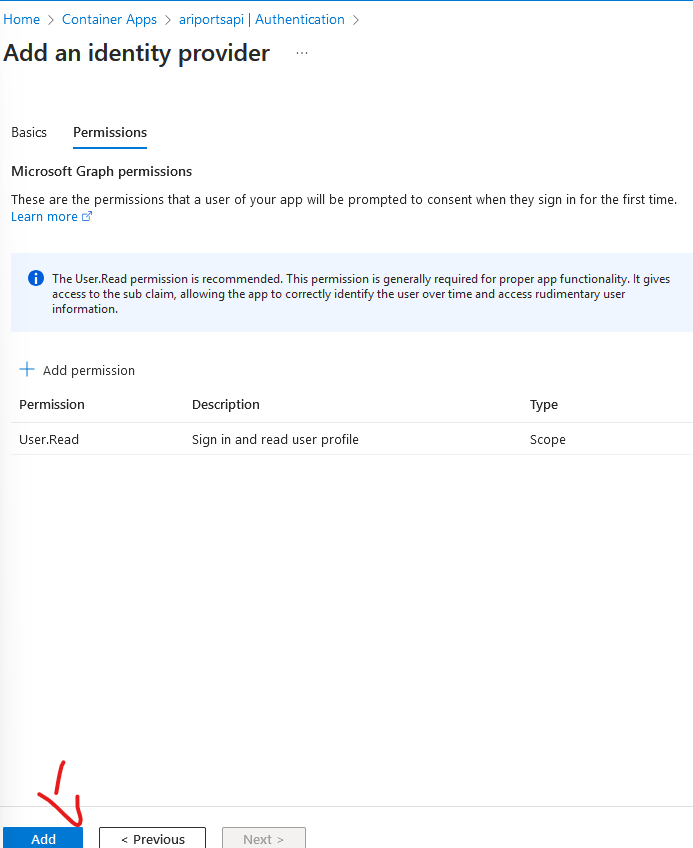 Home > Container Apps > ariportsapi | Authentication >
Add an identity provider ...
Basics Permissions
Microsoft Graph permissions
These are the permissions that a user of your app will be prompted to consent when they sign in for the first time.
Learn more
The User.Read permission is recommended. This permission is generally required for proper app functionality. It gives
access to the sub claim, allowing the app to correctly identify the user over time and access rudimentary user
information.
+ Add permission
Permission Description Type
User.Read Sign in and read user profile Scope
Add < Previous Next >